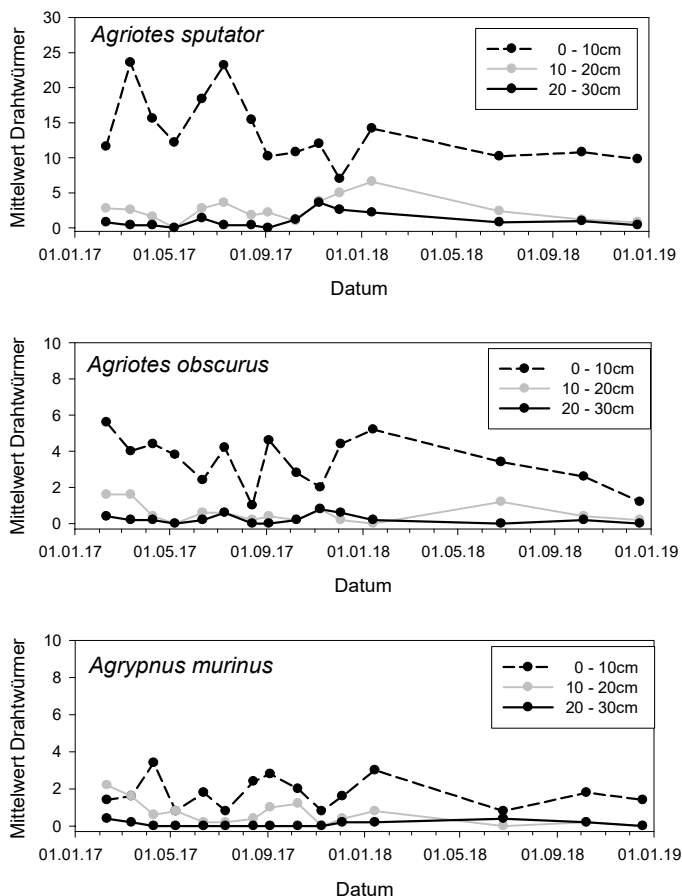 Agriotes sputator
0 - 10cm
10 - 20cm
20 - 30cm
Mittelwert Drahtwürmer
30
25
20
15
10
5
0
01.01.17 01.05.17 01.09.17 01.01.18 01.05.18 01.09.18 01.01.19
Datum
Agriotes obscurus
0 - 10cm
10 - 20cm
20 - 30cm
Mittelwert Drahtwürmer
10
8
6
4
2
0
01.01.17 01.05.17 01.09.17 01.01.18 01.05.18 01.09.18 01.01.19
Datum
Agrypnus murinus
0 - 10cm
10 - 20cm
20 - 30cm
Mittelwert Drahtwürmer
10
8
6
4
2
0
01.01.17 01.05.17 01.09.17 01.01.18 01.05.18 01.09.18 01.01.19
Datum